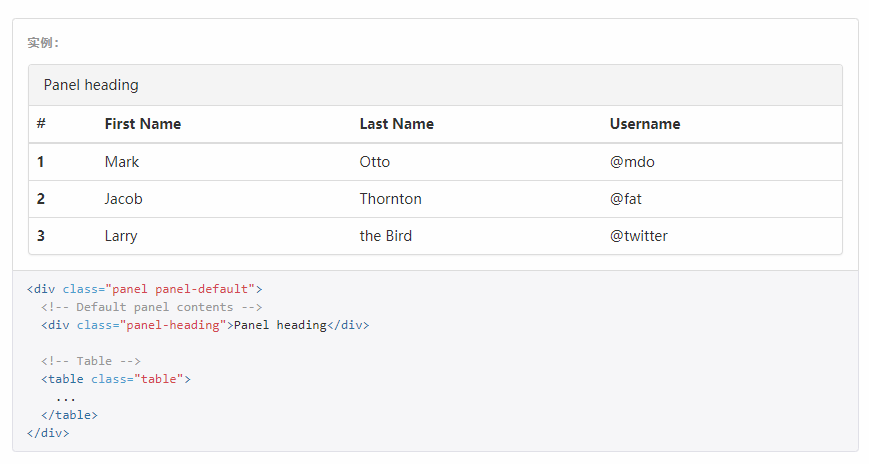 实例：
Panel heading
# First Name Last Name Username
1 Mark Otto @mdo
2 Jacob Thornton @fat
3 Larry the Bird @twitter
<div class="panel panel-default">
  <!-- Default panel contents -->
  <div class="panel-heading">Panel heading</div>
  <!-- Table -->
  <table class="table">
    ...
  </table>
</div>